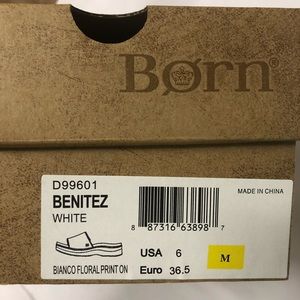 Børn®
D99601
BENITEZ
WHITE
MADE IN CHINA
8 87316 63898 7
USA 6
M
BIANCO FLORAL PRINT ON
Euro 36.5